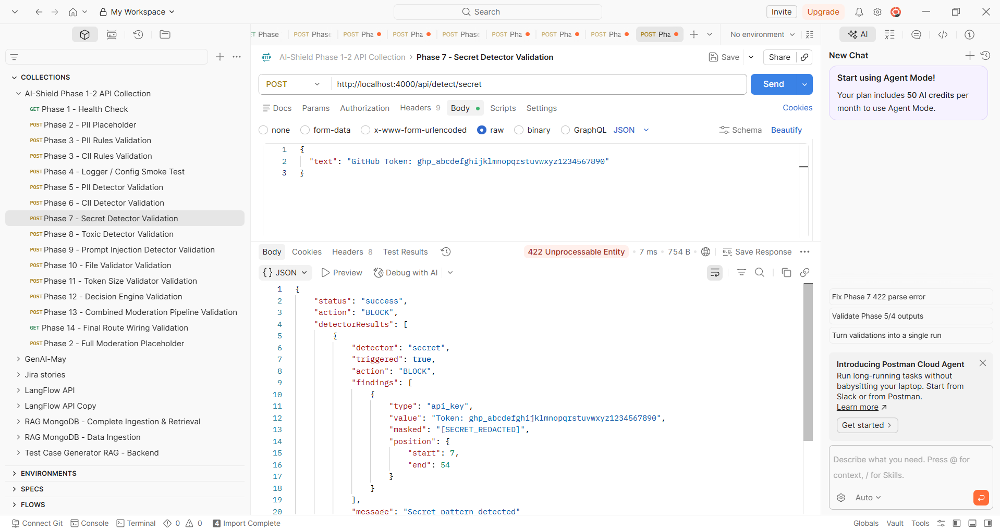 My Workspace
Search
Invite
Upgrade
GET Phase
POST Phase
POST Pha
POST Pha
POST Phase
POST Pha
POST Pha
POST Pha
POST Pha
No environment
AI
COLLECTIONS
AI-Shield Phase 1-2 API Collection
GET Phase 1 - Health Check
POST Phase 2 - PII Placeholder
POST Phase 3 - PII Rules Validation
POST Phase 3 - CII Rules Validation
POST Phase 4 - Logger / Config Smoke Test
POST Phase 5 - PII Detector Validation
POST Phase 6 - CII Detector Validation
POST Phase 7 - Secret Detector Validation
POST Phase 8 - Toxic Detector Validation
POST Phase 9 - Prompt Injection Detector Validation
POST Phase 10 - File Validator Validation
POST Phase 11 - Token Size Validator Validation
POST Phase 12 - Decision Engine Validation
POST Phase 13 - Combined Moderation Pipeline Validation
GET Phase 14 - Final Route Wiring Validation
POST Phase 2 - Full Moderation Placeholder
GenAI-May
Jira stories
LangFlow API
LangFlow API Copy
RAG MongoDB - Complete Ingestion & Retrieval
RAG MongoDB - Data Ingestion
Test Case Generator RAG - Backend
ENVIRONMENTS
SPECS
FLOWS
HTTP AI-Shield Phase 1-2 API Collection > Phase 7 - Secret Detector Validation
Save
Share
POST
http://localhost:4000/api/detect/secret
Send
Docs Params Authorization Headers 9 Body Scripts Settings
Cookies
none form-data x-www-form-urlencoded raw binary GraphQL JSON
Schema Beautify
1 {
2 "text": "GitHub Token: ghp_abcdefghijklmnopqrstuvwxyz1234567890"
3 }
Body Cookies Headers 8 Test Results
422 Unprocessable Entity • 7 ms • 754 B • e.g. Save Response
{} JSON Preview Debug with AI
1 {
2 "status": "success",
3 "action": "BLOCK",
4 "detectorResults": [
5 {
6 "detector": "secret",
7 "triggered": true,
8 "action": "BLOCK",
9 "findings": [
10 {
11 "type": "api_key",
12 "value": "Token: ghp_abcdefghijklmnopqrstuvwxyz1234567890",
13 "masked": "[SECRET_REDACTED]",
14 "position": {
15 "start": 7,
16 "end": 54
17 }
18 }
19 ],
20 "message": "Secret pattern detected"
New Chat
Start using Agent Mode!
Your plan includes 50 AI credits per
month to use Agent Mode.
Fix Phase 7 422 parse error
Validate Phase 5/4 outputs
Turn validations into a single run
Introducing Postman Cloud Agent
Run long-running tasks without
babysitting your laptop. Start from
Slack or from Postman.
Learn more ↗
Get started >
Describe what you need. Press @ for
context, / for Skills.
Auto
Connect Git Console Terminal 0 0 4 Import Complete
Globals Vault Tools